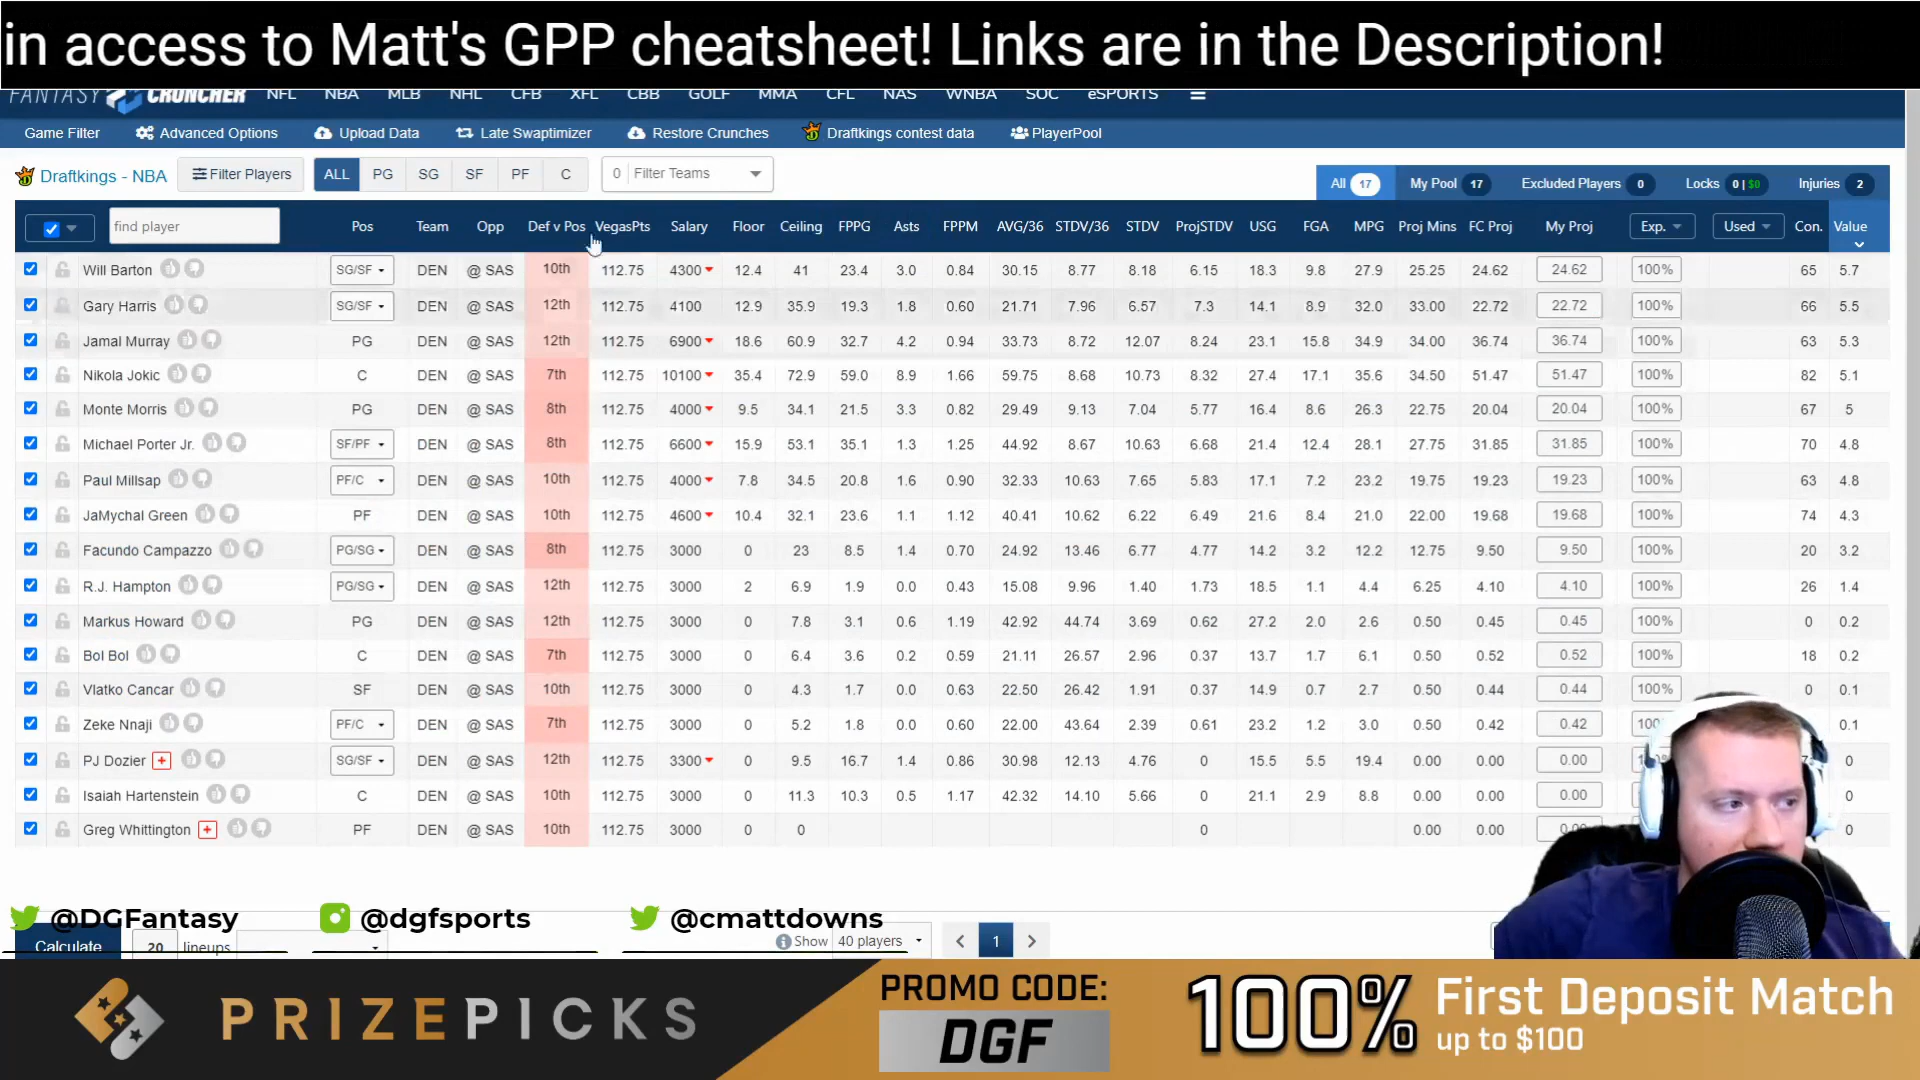 in access to Matt's GPP cheatsheet! Links are in the Description!
FANTASY CRUNCHER NFL NBA MLB NHL CFB XFL CBB GOLF MMA CFL NAS WNBA SOC eSPORTS
Game Filter Advanced Options Upload Data Late Swaptimizer Restore Crunches Draftkings contest data PlayerPool
Draftkings - NBA Filter Players ALL PG SG SF PF C 0 Filter Teams All 17 My Pool 17 Excluded Players 0 Locks 0 | $0 Injuries 2
find player Pos Team Opp Def v Pos VegasPts Salary Floor Ceiling FPPG Asts FPPM AVG/36 STDV/36 STDV ProjSTDV USG FGA MPG Proj Mins FC Proj My Proj Exp. Used Con. Value
Will Barton SG/SF DEN @ SAS 10th 112.75 4300 12.4 41 23.4 3.0 0.84 30.15 8.77 8.18 6.15 18.3 9.8 27.9 25.25 24.62 24.62 100% 65 5.7
Gary Harris SG/SF DEN @ SAS 12th 112.75 4100 12.9 35.9 19.3 1.8 0.60 21.71 7.96 6.57 7.3 14.1 8.9 32.0 33.00 22.72 22.72 100% 66 5.5
Jamal Murray PG DEN @ SAS 12th 112.75 6900 18.6 60.9 32.7 4.2 0.94 33.73 8.72 12.07 8.24 23.1 15.8 34.9 34.00 36.74 36.74 100% 63 5.3
Nikola Jokic C DEN @ SAS 7th 112.75 10100 35.4 72.9 59.0 8.9 1.66 59.75 8.68 10.73 8.32 27.4 17.1 35.6 34.50 51.47 51.47 100% 82 5.1
Monte Morris PG DEN @ SAS 8th 112.75 4000 9.5 34.1 21.5 3.3 0.82 29.49 9.13 7.04 5.77 16.4 8.6 26.3 22.75 20.04 20.04 100% 67 5
Michael Porter Jr. SF/PF DEN @ SAS 8th 112.75 6600 15.9 53.1 35.1 1.3 1.25 44.92 8.67 10.63 6.68 21.4 12.4 28.1 27.75 31.85 31.85 100% 70 4.8
Paul Millsap PF/C DEN @ SAS 10th 112.75 4000 7.8 34.5 20.8 1.6 0.90 32.33 10.63 7.65 5.83 17.1 7.2 23.2 19.75 19.23 19.23 100% 63 4.8
JaMychal Green PF DEN @ SAS 10th 112.75 4600 10.4 32.1 23.6 1.1 1.12 40.41 10.62 6.22 6.49 21.6 8.4 21.0 22.00 19.68 19.68 100% 74 4.3
Facundo Campazzo PG/SG DEN @ SAS 8th 112.75 3000 0 23 8.5 1.4 0.70 24.92 13.46 6.77 4.77 14.2 3.2 12.2 12.75 9.50 9.50 100% 20 3.2
R.J. Hampton PG/SG DEN @ SAS 12th 112.75 3000 2 6.9 1.9 0.0 0.43 15.08 9.96 1.40 1.73 18.5 1.1 4.4 6.25 4.10 4.10 100% 26 1.4
Markus Howard PG DEN @ SAS 12th 112.75 3000 0 7.8 3.1 0.6 1.19 42.92 44.74 3.69 0.62 27.2 2.0 2.6 0.50 0.45 0.45 100% 0 0.2
Bol Bol C DEN @ SAS 7th 112.75 3000 0 6.4 3.6 0.2 0.59 21.11 26.57 2.96 0.37 13.7 1.7 6.1 0.50 0.52 0.52 100% 18 0.2
Vlatko Cancar SF DEN @ SAS 10th 112.75 3000 0 4.3 1.7 0.0 0.63 22.50 26.42 1.91 0.37 14.9 0.7 2.7 0.50 0.44 0.44 100% 0 0.1
Zeke Nnaji PF/C DEN @ SAS 7th 112.75 3000 0 5.2 1.8 0.0 0.60 22.00 43.64 2.39 0.61 23.2 1.2 3.0 0.50 0.42 0.42 0.1
PJ Dozier SG/SF DEN @ SAS 12th 112.75 3300 0 9.5 16.7 1.4 0.86 30.98 12.13 4.76 0 15.5 5.5 19.4 0.00 0.00 0.00 0
Isaiah Hartenstein C DEN @ SAS 10th 112.75 3000 0 11.3 10.3 0.5 1.17 42.32 14.10 5.66 0 21.1 2.9 8.8 0.00 0.00 0.00 0
Greg Whittington PF DEN @ SAS 10th 112.75 3000 0 0 0 0.00 0.00 0.00 0
@DGFantasy @dgfsports @cmattdowns
Calculate 20 lineups Show 40 players 1
PRIZEPICKS PROMO CODE: DGF 100% First Deposit Match up to $100